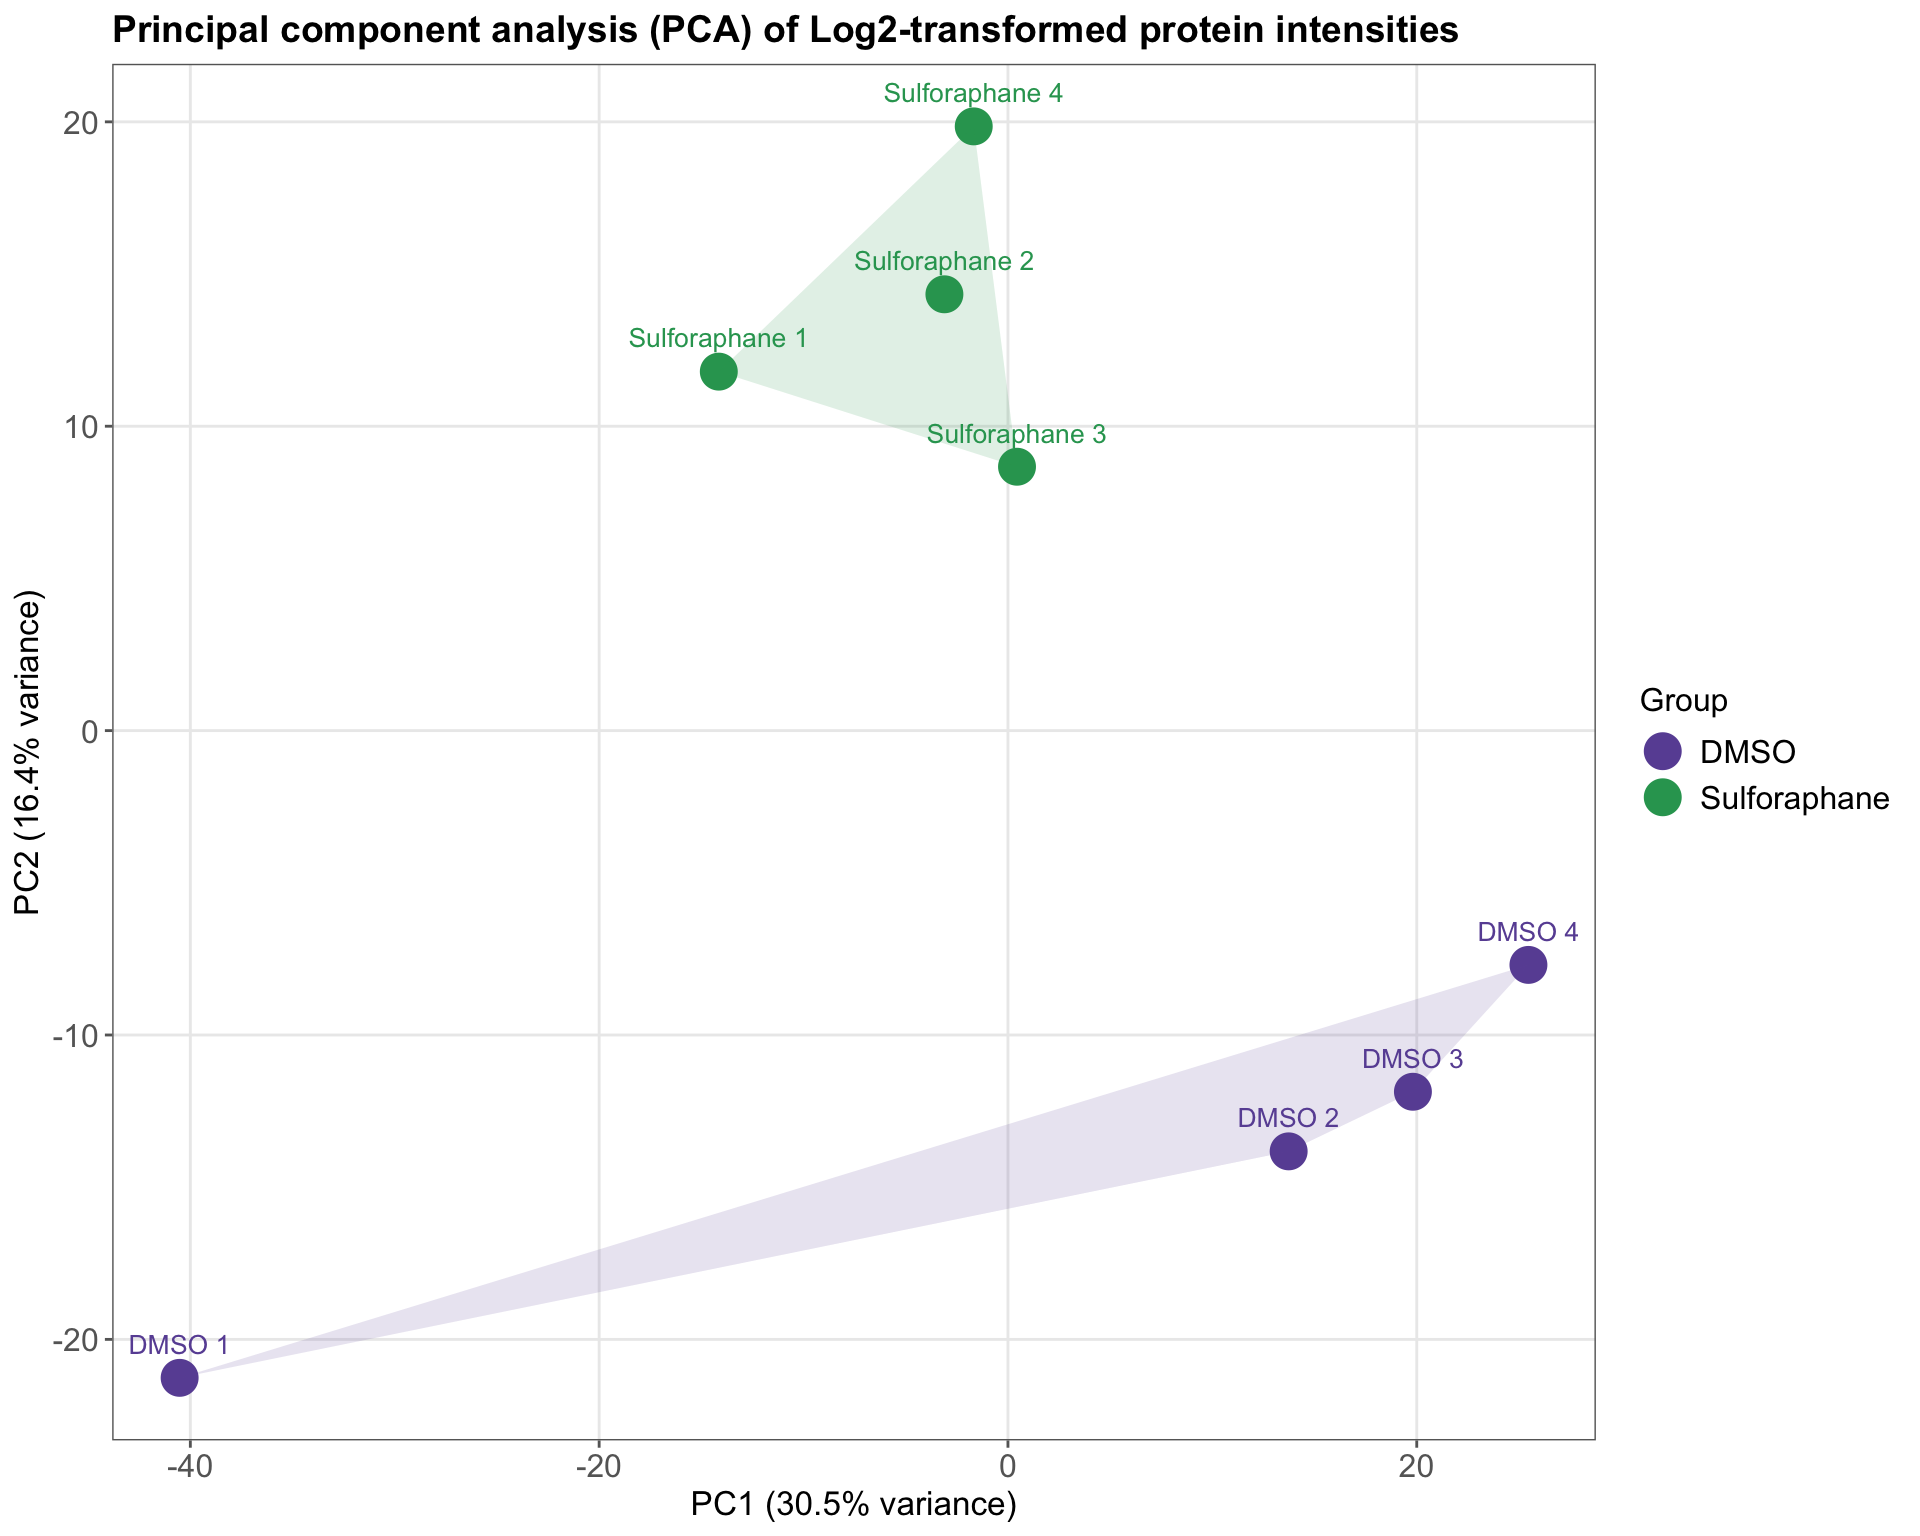 Principal component analysis (PCA) of Log2-transformed protein intensities
Sulforaphane 4
20
Sulforaphane 2
Sulforaphane 1
10
Sulforaphane 3
PC2 (16.4% variance)
0
Group
DMSO
Sulforaphane
DMSO 4
-10
DMSO 3
DMSO 2
-20
DMSO 1
-40
-20
0
20
PC1 (30.5% variance)